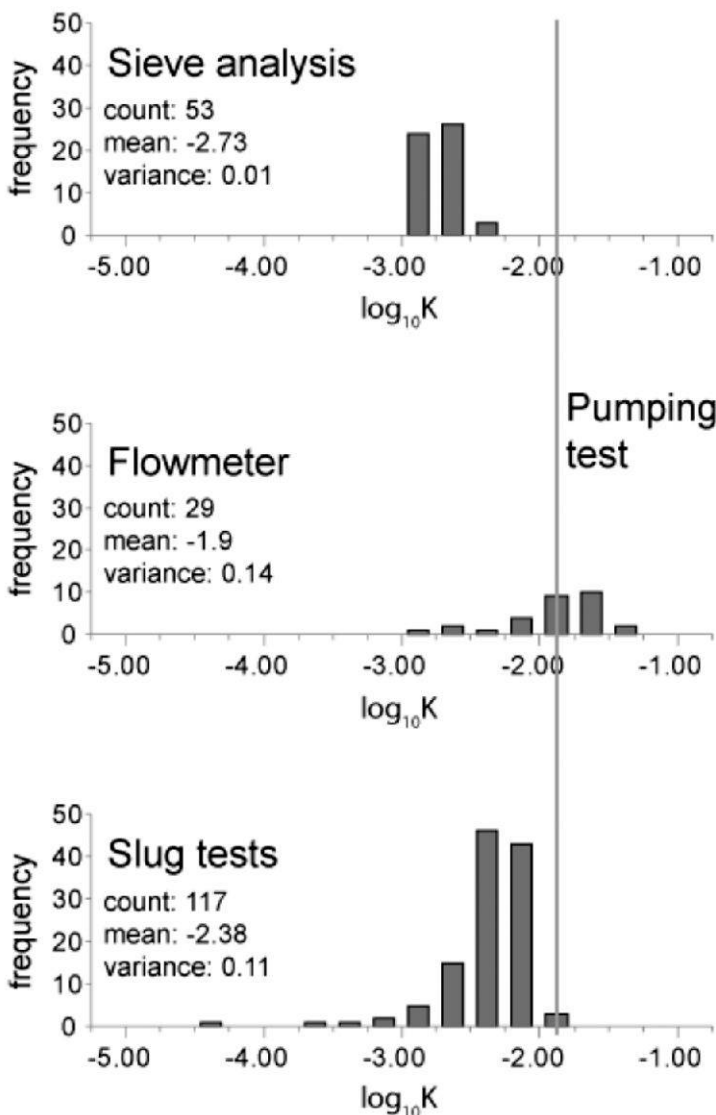 50
40
30
20
10
0
frequency
Sieve analysis
count: 53
mean: -2.73
variance: 0.01
-5.00 -4.00 -3.00 -2.00 -1.00
log₁₀K
50
40
30
20
10
0
frequency
Flowmeter
count: 29
mean: -1.9
variance: 0.14
Pumping
test
-5.00 -4.00 -3.00 -2.00 -1.00
log₁₀K
50
40
30
20
10
0
frequency
Slug tests
count: 117
mean: -2.38
variance: 0.11
-5.00 -4.00 -3.00 -2.00 -1.00
log₁₀K